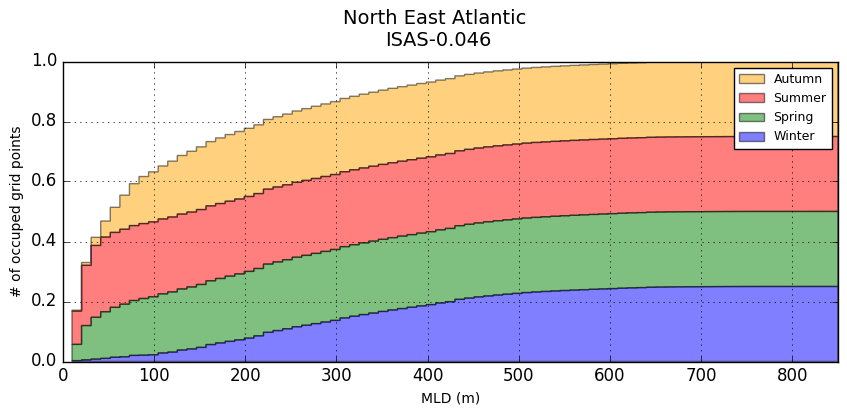 North East Atlantic
ISAS-0.046
1.0
0.8
0.6
0.4
0.2
0.0
# of occuped grid points
Autumn
Summer
Spring
Winter
0 100 200 300 400 500 600 700 800
MLD (m)